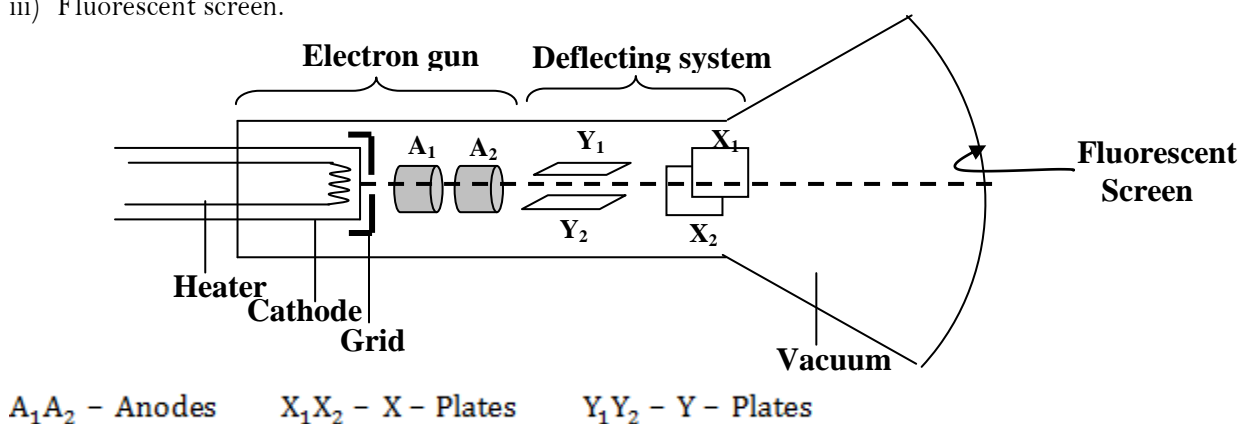 iii) Fluorescent screen.
Electron gun
Deflecting system
A₁
A₂
Y₁
X₁
Fluorescent
Screen
Y₂
X₂
Heater
Cathode
Grid
Vacuum
A₁A₂ – Anodes X₁X₂ – X – Plates Y₁Y₂ – Y – Plates